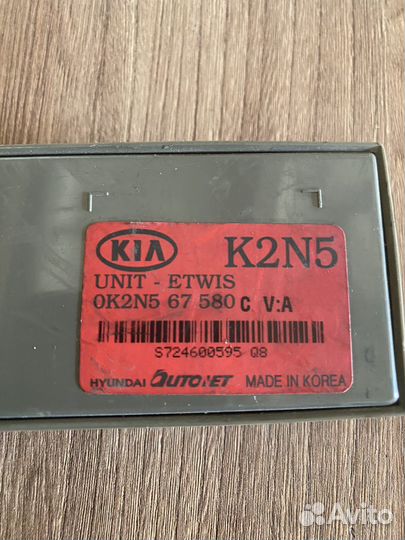 KIA K2N5
UNIT - ETWIS
0K2N5 67 580 C V:A
S724600595 Q8
HYUNDAI AUTONET MADE IN KOREA
Avito